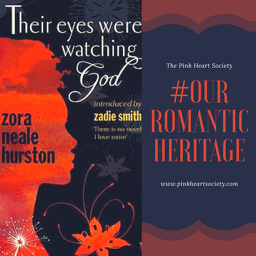 Their eyes were
watching
God
introduced by
zadie smith
'There is no novel
I love more'
zora
neale
hurston
The Pink Heart Society
#OUR
ROMANTIC
HERITAGE
www.pinkheartsociety.com